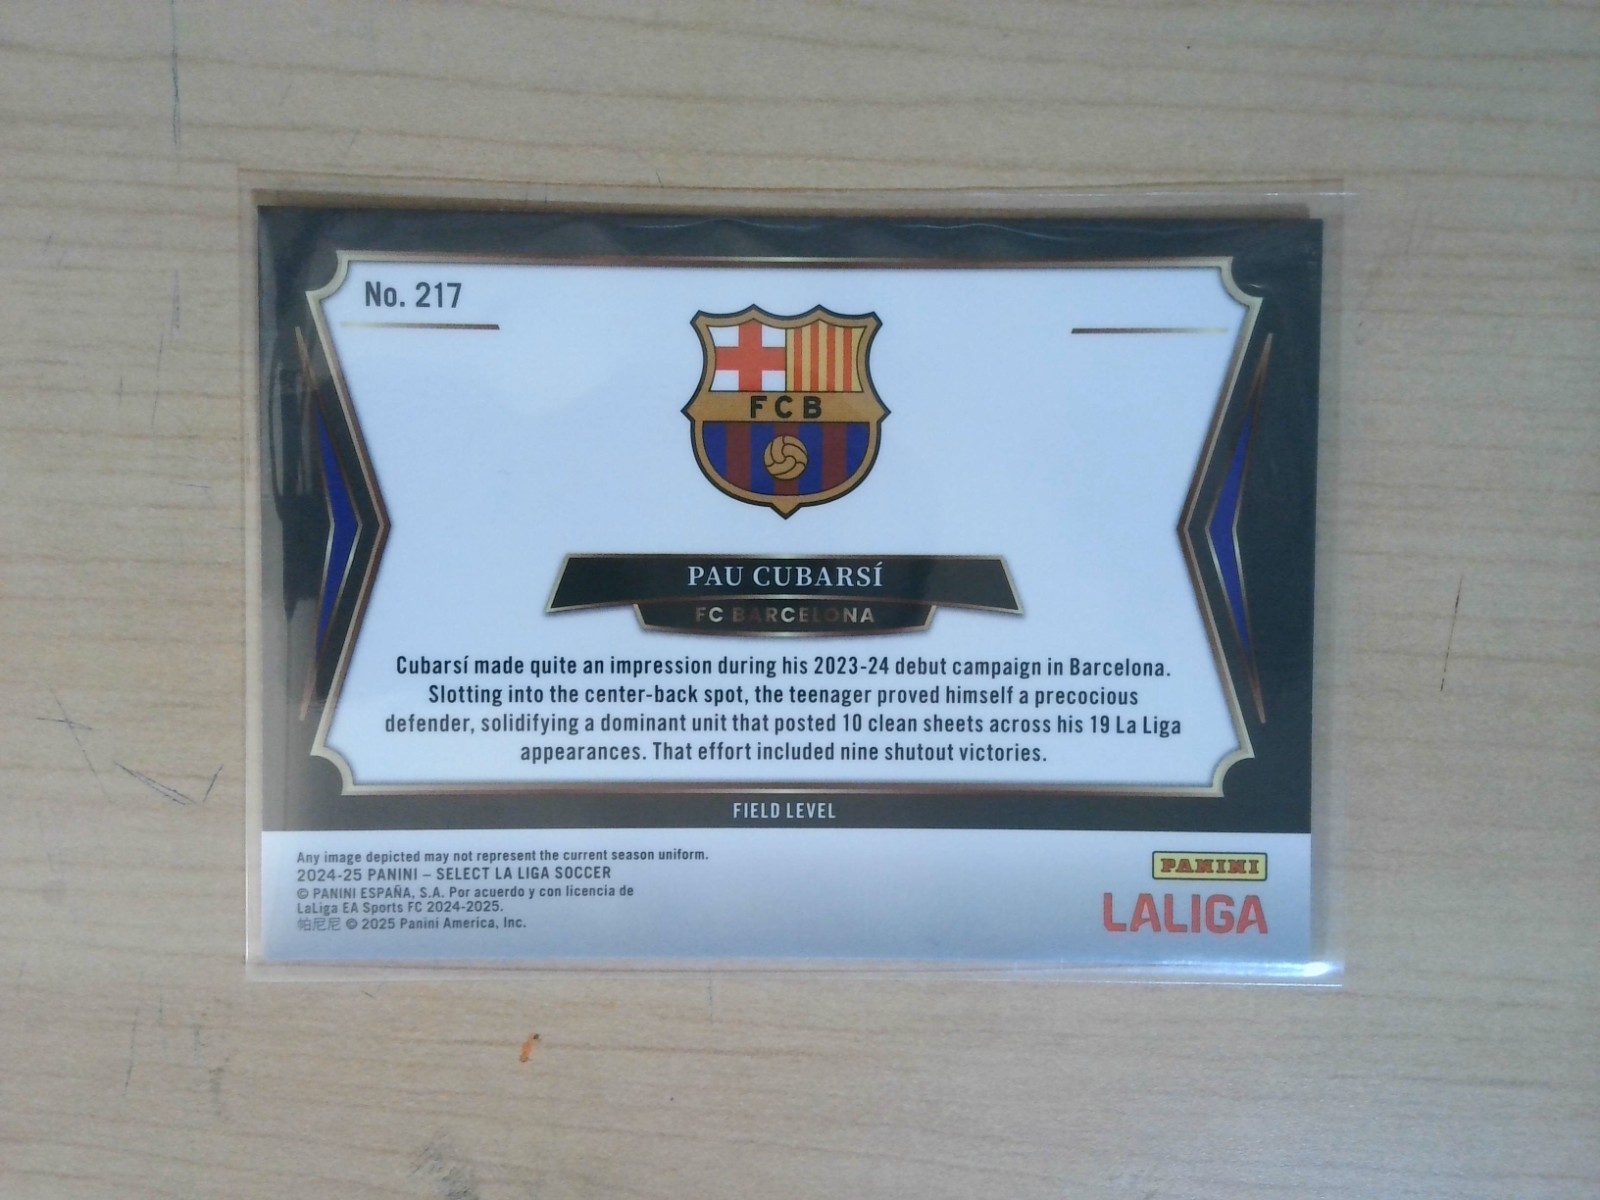 No. 217
FCB
PAU CUBARSÍ
FC BARCELONA
Cubarsí made quite an impression during his 2023-24 debut campaign in Barcelona.
Slotting into the center-back spot, the teenager proved himself a precocious
defender, solidifying a dominant unit that posted 10 clean sheets across his 19 La Liga
appearances. That effort included nine shutout victories.
FIELD LEVEL
Any image depicted may not represent the current season uniform.
2024-25 PANINI – SELECT LA LIGA SOCCER
© PANINI ESPAÑA, S.A. Por acuerdo y con licencia de
LaLiga EA Sports FC 2024-2025.
帕尼尼 © 2025 Panini America, Inc.
PANINI
LALIGA